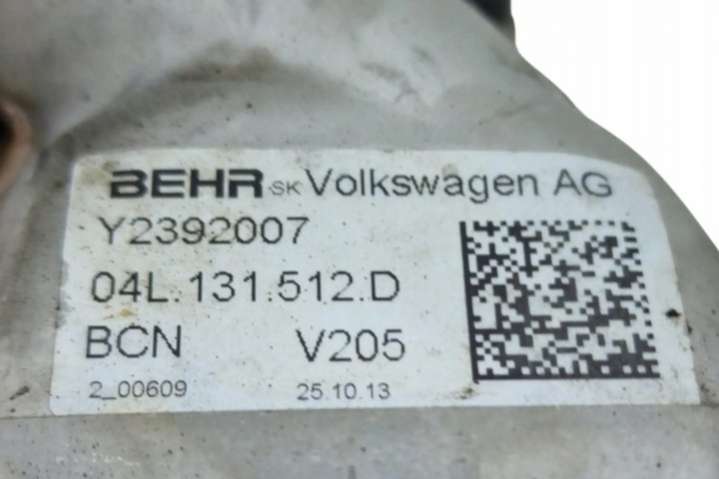 BEHR-SK Volkswagen AG
Y2392007
04L.131.512.D
BCN V205
2_00609 25.10.13